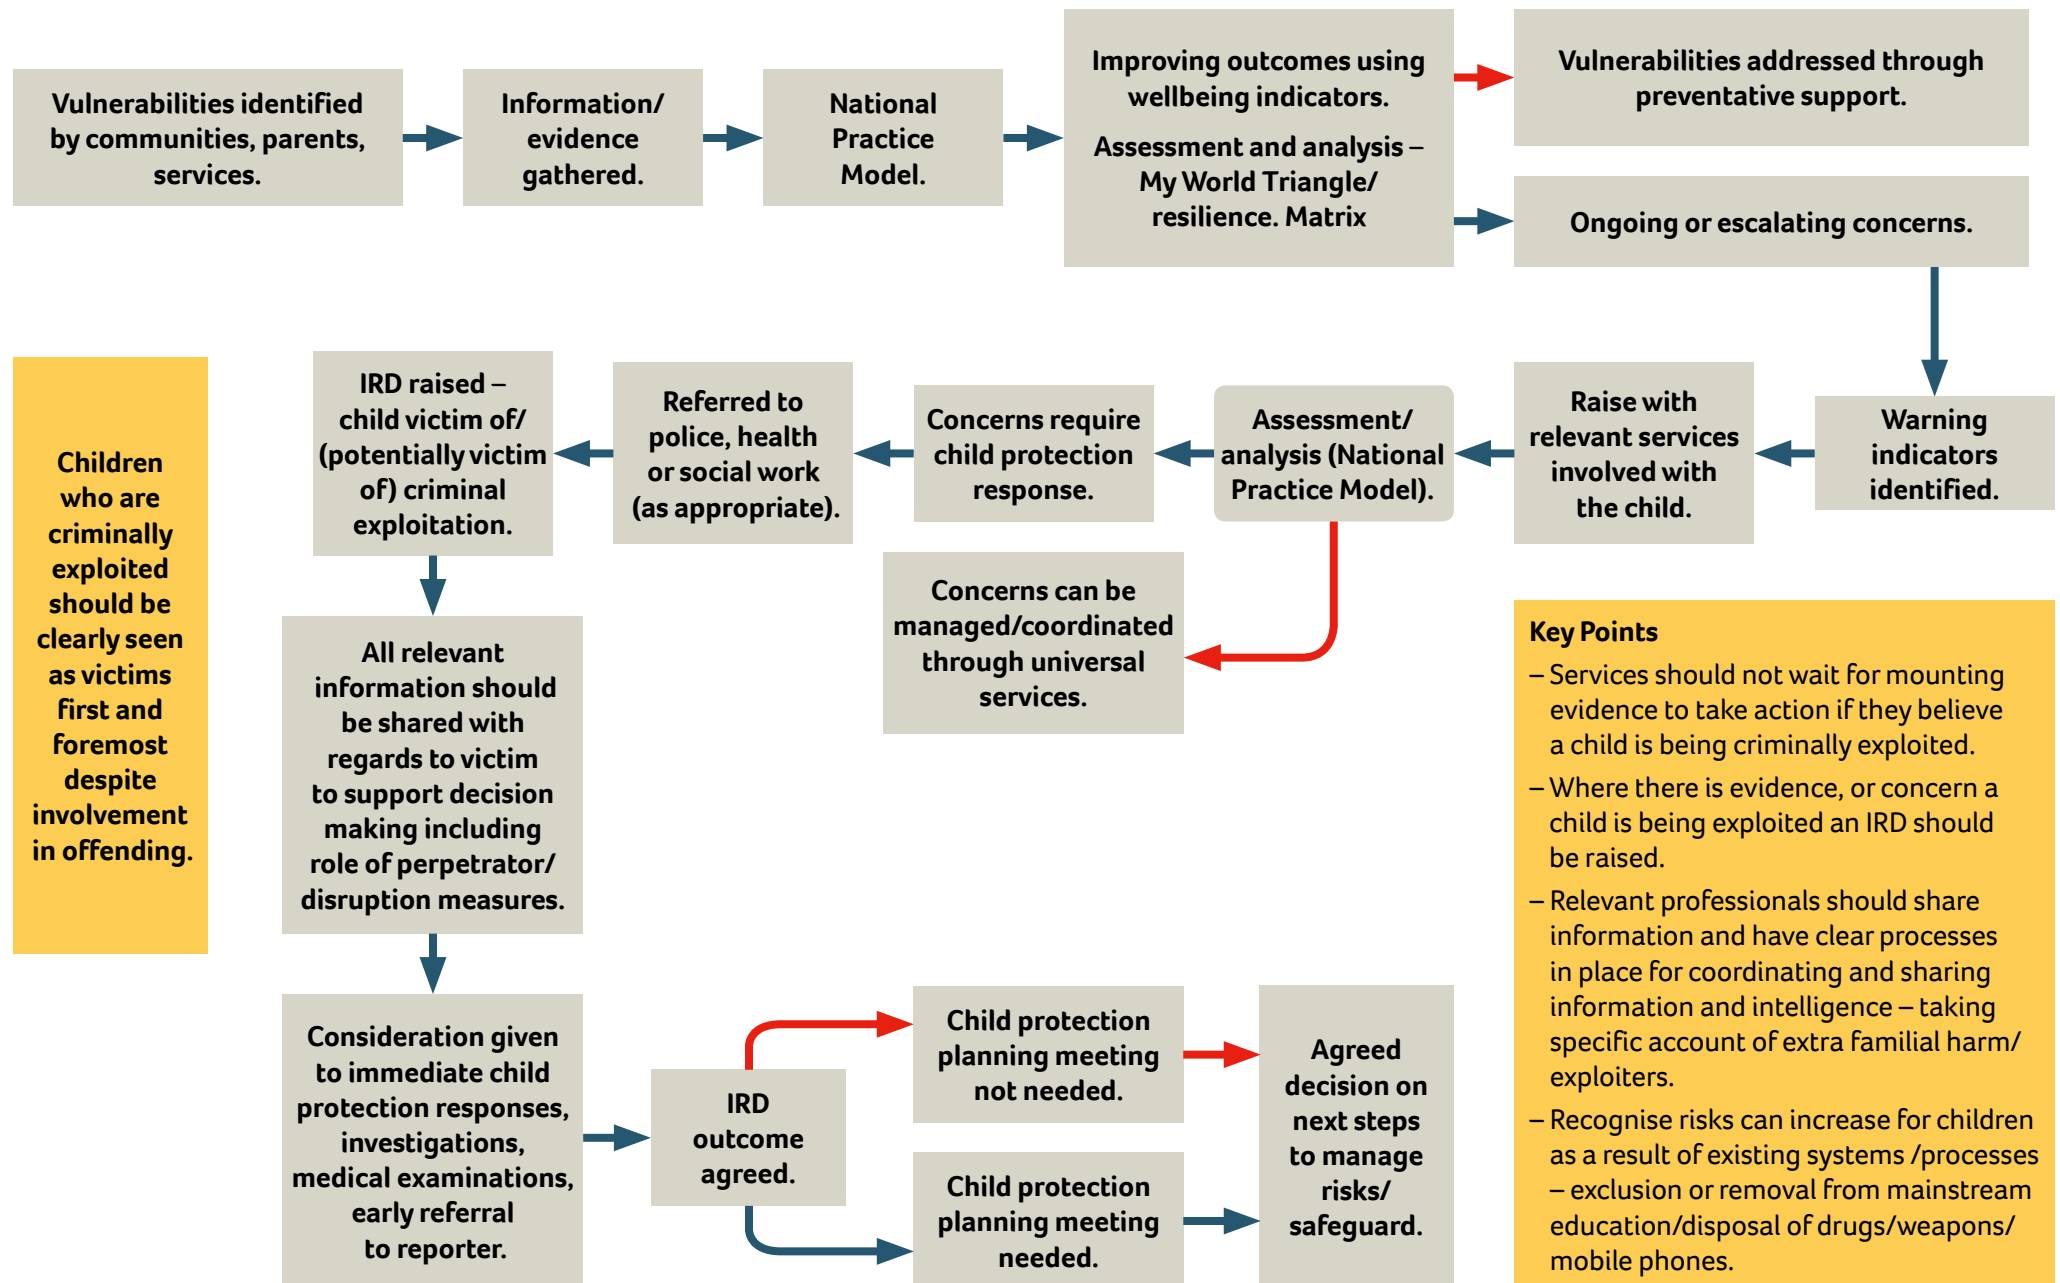 Vulnerabilities identified
by communities, parents,
services.
Information/
evidence
gathered.
National
Practice
Model.
Improving outcomes using
wellbeing indicators.
Assessment and analysis –
My World Triangle/
resilience. Matrix
Vulnerabilities addressed through
preventative support.
Ongoing or escalating concerns.
Warning
indicators
identified.
Raise with
relevant services
involved with
the child.
Assessment/
analysis (National
Practice Model).
Concerns require
child protection
response.
Referred to
police, health
or social work
(as appropriate).
IRD raised –
child victim of/
(potentially victim
of) criminal
exploitation.
Concerns can be
managed/coordinated
through universal
services.
All relevant
information should
be shared with
regards to victim
to support decision
making including
role of perpetrator/
disruption measures.
Consideration given
to immediate child
protection responses,
investigations,
medical examinations,
early referral
to reporter.
IRD
outcome
agreed.
Child protection
planning meeting
not needed.
Child protection
planning meeting
needed.
Agreed
decision on
next steps
to manage
risks/
safeguard.
Children
who are
criminally
exploited
should be
clearly seen
as victims
first and
foremost
despite
involvement
in offending.
Key Points
– Services should not wait for mounting
evidence to take action if they believe
a child is being criminally exploited.
– Where there is evidence, or concern a
child is being exploited an IRD should
be raised.
– Relevant professionals should share
information and have clear processes
in place for coordinating and sharing
information and intelligence – taking
specific account of extra familial harm/
exploiters.
– Recognise risks can increase for children
as a result of existing systems /processes
– exclusion or removal from mainstream
education/disposal of drugs/weapons/
mobile phones.